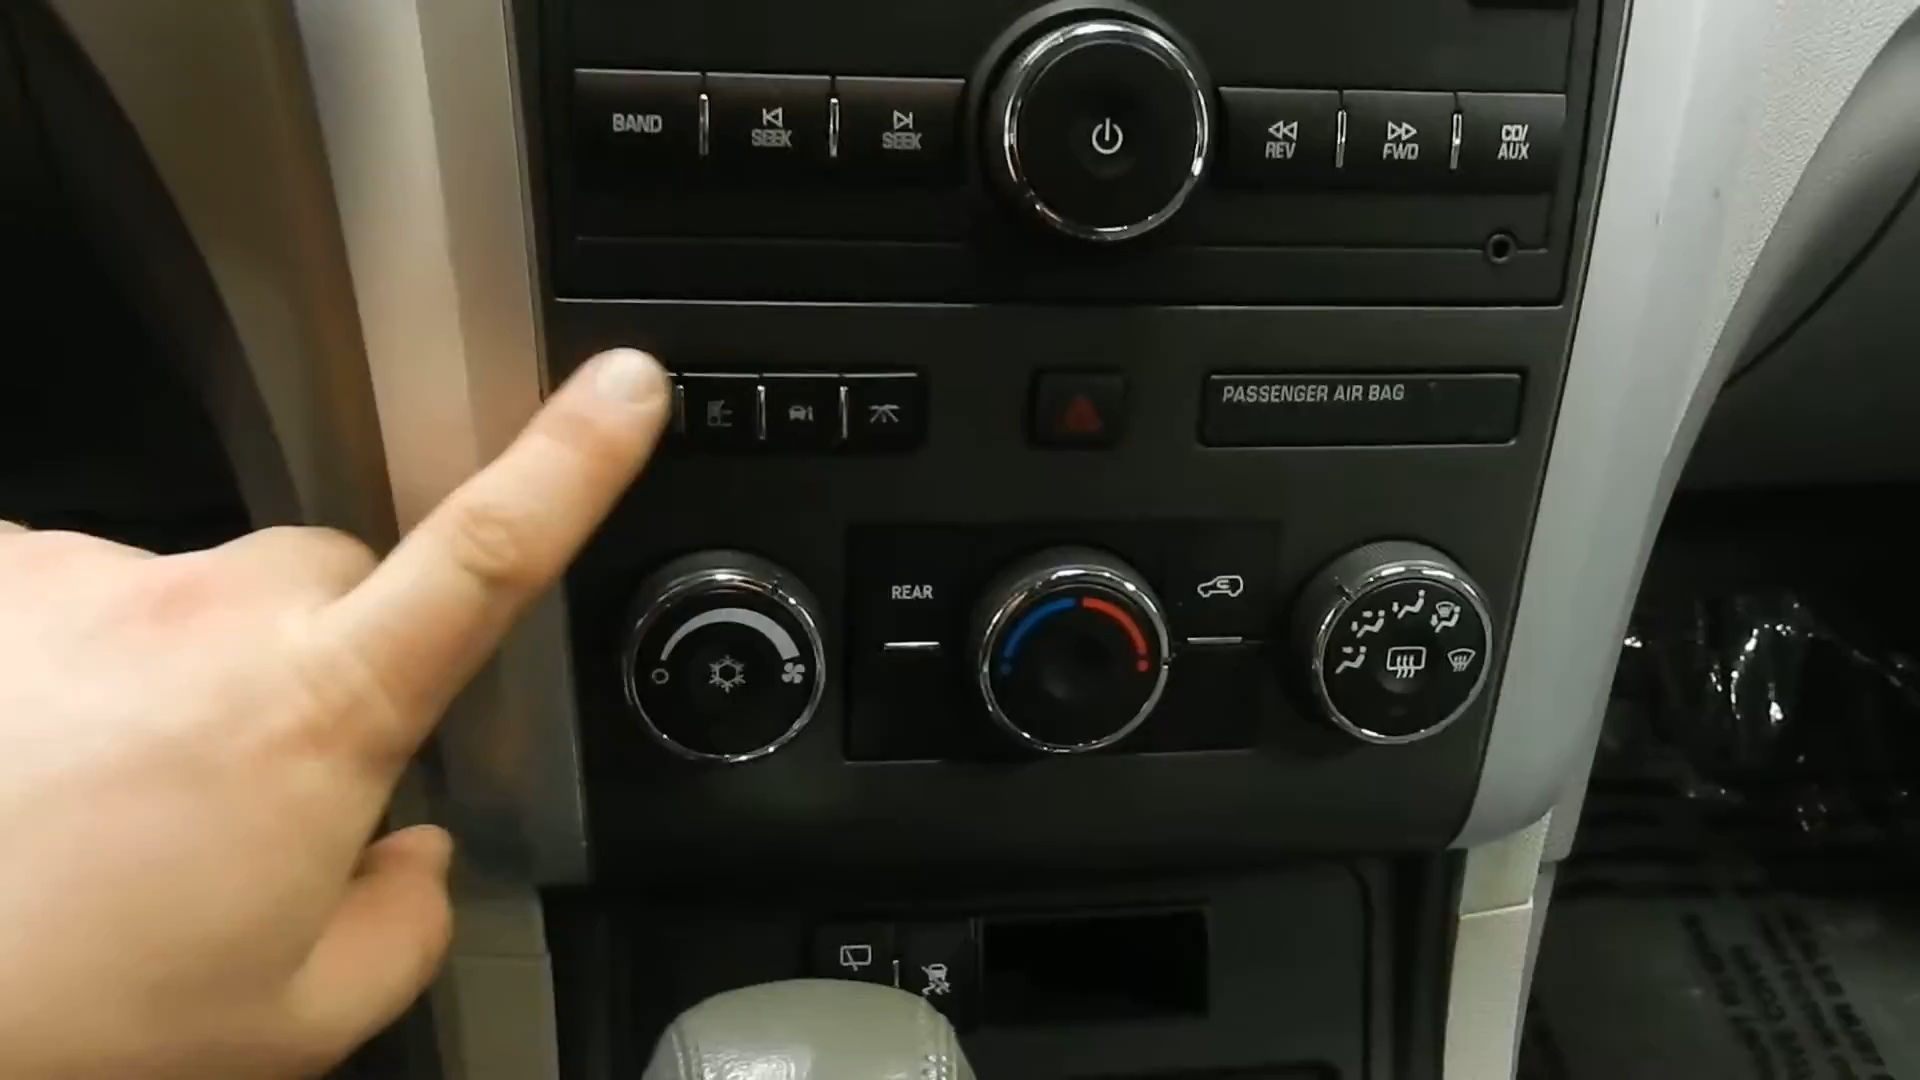 BAND
SEEK
SEEK
REV
FWD
CD/
AUX
PASSENGER AIR BAG
REAR